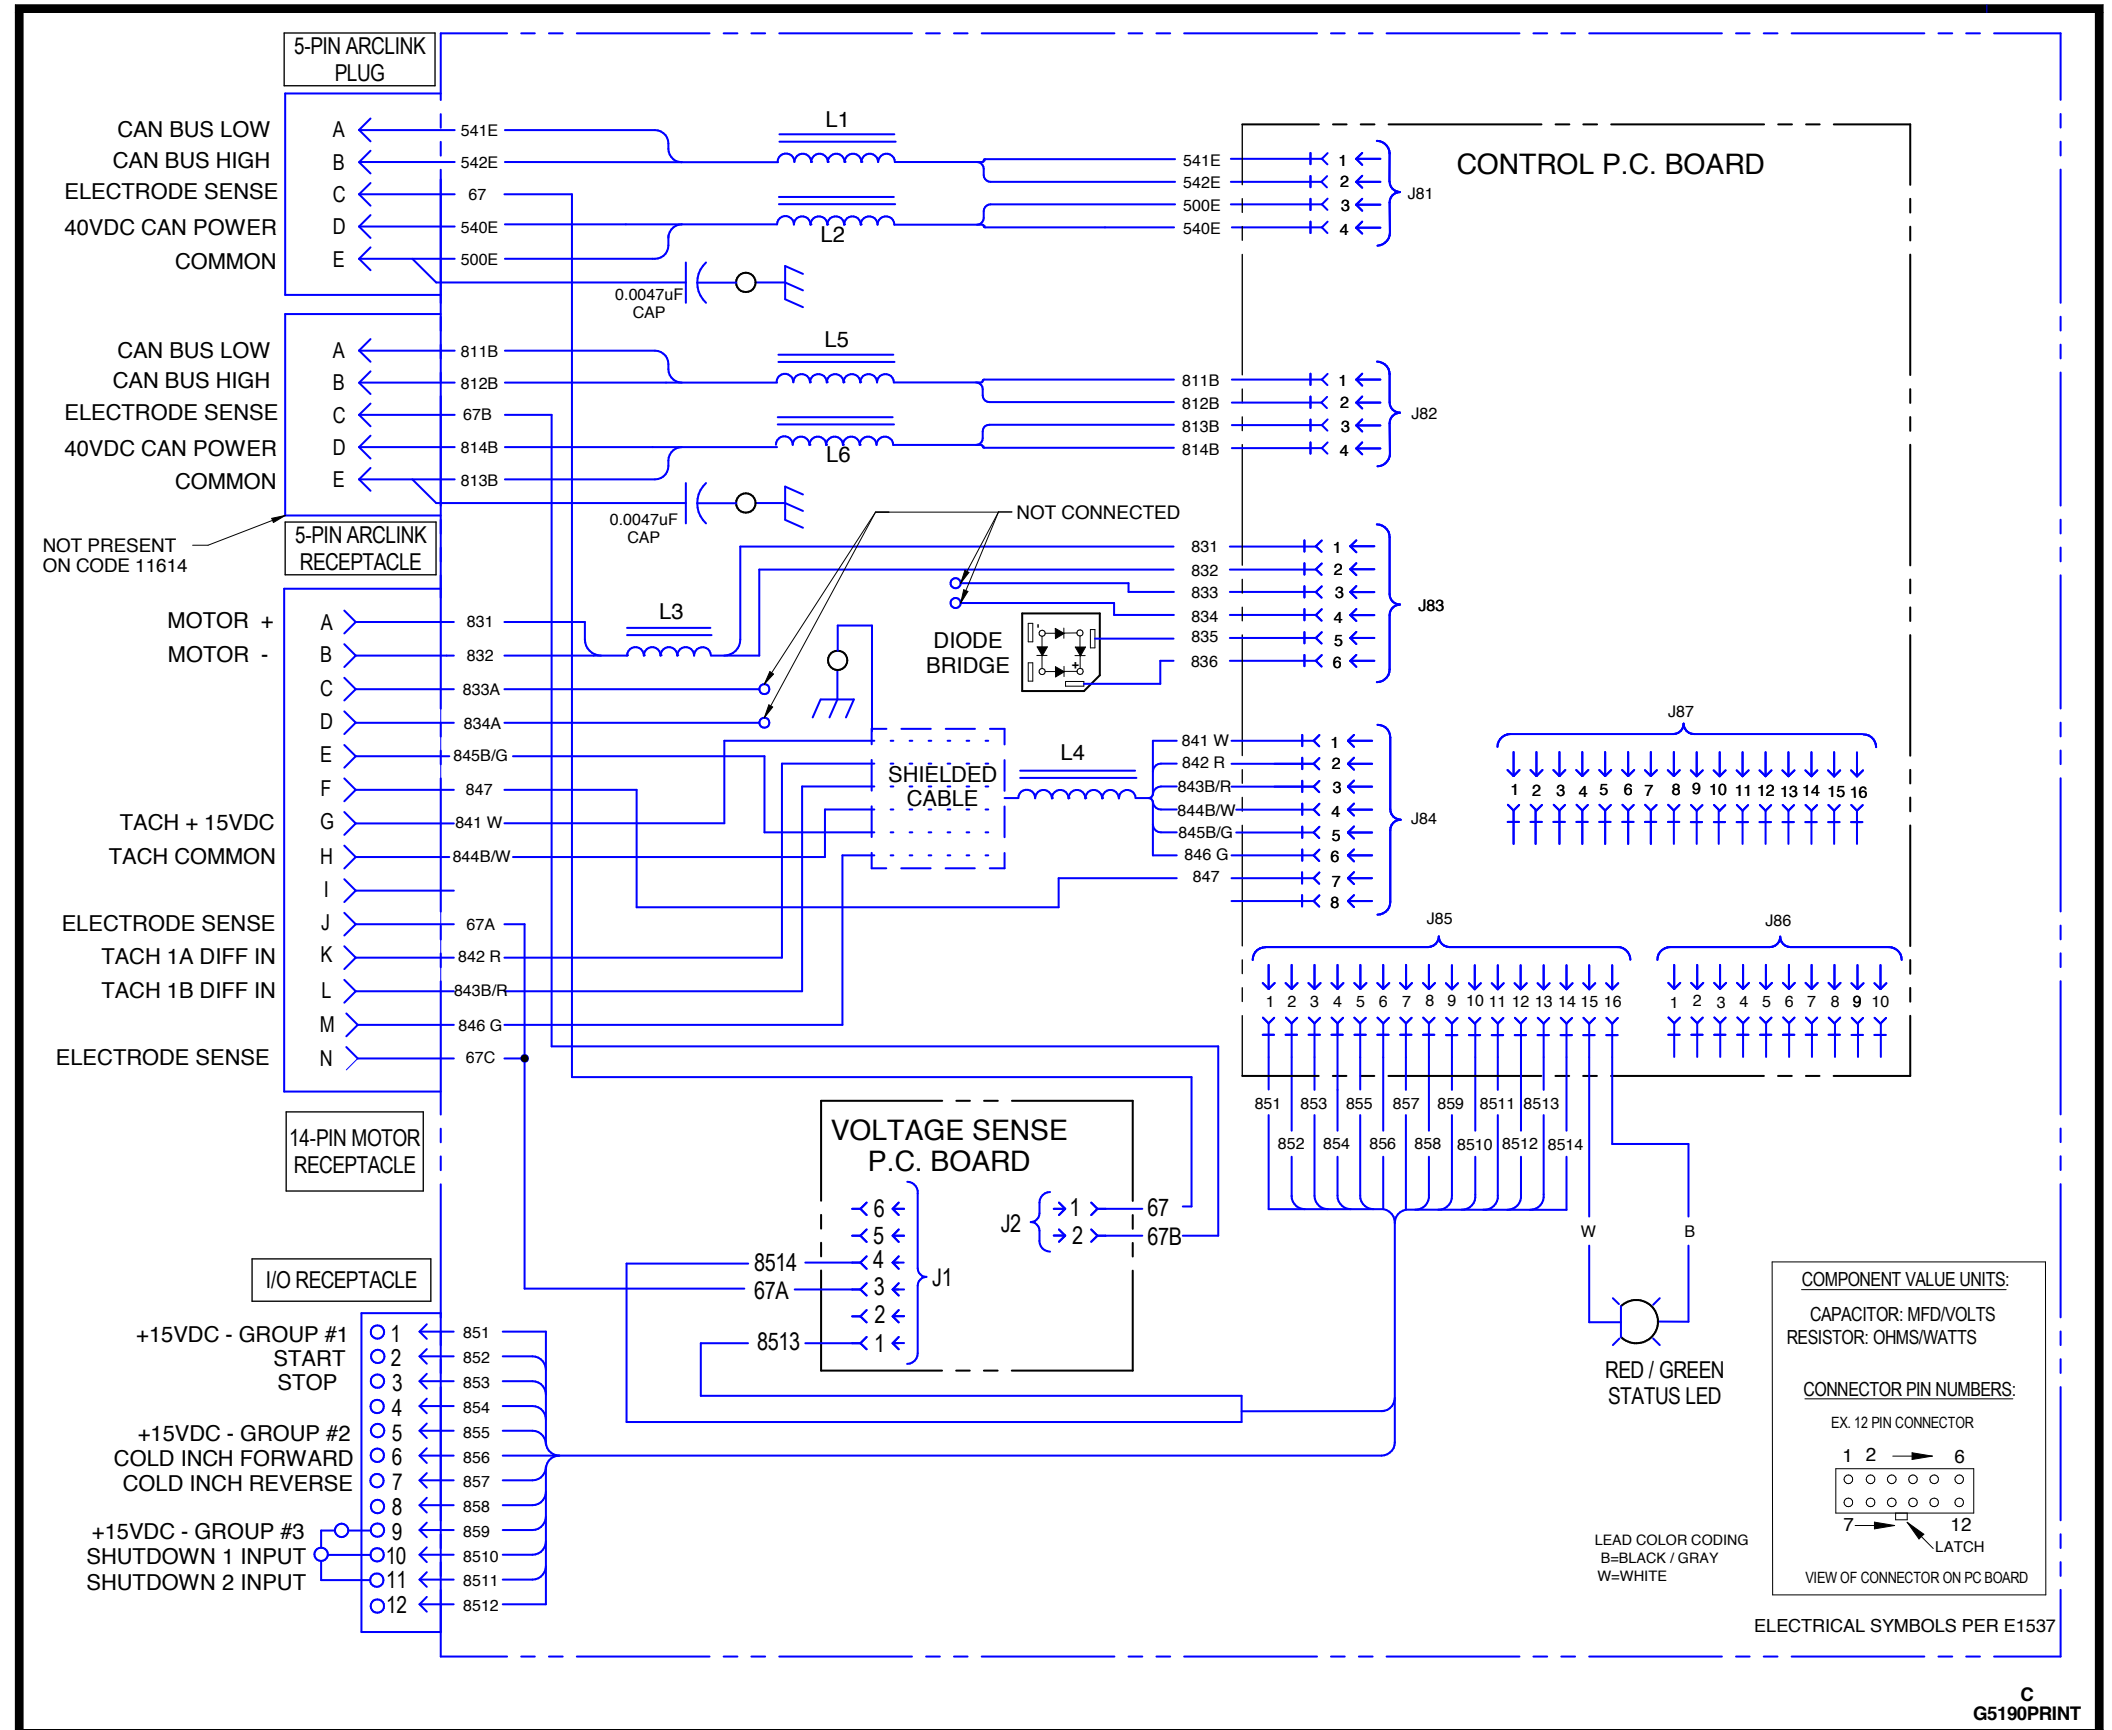 5-PIN ARCLINK
PLUG
CAN BUS LOW A 541E
CAN BUS HIGH B 542E
ELECTRODE SENSE C 67
40VDC CAN POWER D 540E
COMMON E 500E
L1
L2
0.0047uF
CAP
CONTROL P.C. BOARD
541E 1
542E 2
500E 3
540E 4
J81
CAN BUS LOW A 811B
CAN BUS HIGH B 812B
ELECTRODE SENSE C 67B
40VDC CAN POWER D 814B
COMMON E 813B
L5
L6
0.0047uF
CAP
811B 1
812B 2
813B 3
814B 4
J82
NOT PRESENT
ON CODE 11614
5-PIN ARCLINK
RECEPTACLE
NOT CONNECTED
831 1
832 2
833 3
834 4
835 5
836 6
J83
DIODE
BRIDGE
-
+
MOTOR + A 831
MOTOR - B 832
C 833A
D 834A
E 845B/G
F 847
TACH + 15VDC G 841 W
TACH COMMON H 844B/W
I
ELECTRODE SENSE J 67A
TACH 1A DIFF IN K 842 R
TACH 1B DIFF IN L 843B/R
M 846 G
ELECTRODE SENSE N 67C
L3
SHIELDED
CABLE
L4
841 W 1
842 R 2
843B/R 3
844B/W 4
845B/G 5
846 G 6
847 7
8
J84
J87
1 2 3 4 5 6 7 8 9 10 11 12 13 14 15 16
J85
1 2 3 4 5 6 7 8 9 10 11 12 13 14 15 16
J86
1 2 3 4 5 6 7 8 9 10
851 853 855 857 859 8511 8513
852 854 856 858 8510 8512 8514
W B
14-PIN MOTOR
RECEPTACLE
VOLTAGE SENSE
P.C. BOARD
6
5
8514 4
67A 3
2
8513 1
J1
J2
1 67
2 67B
RED / GREEN
STATUS LED
I/O RECEPTACLE
+15VDC - GROUP #1 1 851
START 2 852
STOP 3 853
4 854
+15VDC - GROUP #2 5 855
COLD INCH FORWARD 6 856
COLD INCH REVERSE 7 857
8 858
+15VDC - GROUP #3 9 859
SHUTDOWN 1 INPUT 10 8510
SHUTDOWN 2 INPUT 11 8511
12 8512
COMPONENT VALUE UNITS:
CAPACITOR: MFD/VOLTS
RESISTOR: OHMS/WATTS
CONNECTOR PIN NUMBERS:
EX. 12 PIN CONNECTOR
1 2 6
7 12
LATCH
VIEW OF CONNECTOR ON PC BOARD
LEAD COLOR CODING
B=BLACK / GRAY
W=WHITE
ELECTRICAL SYMBOLS PER E1537
C
G5190PRINT